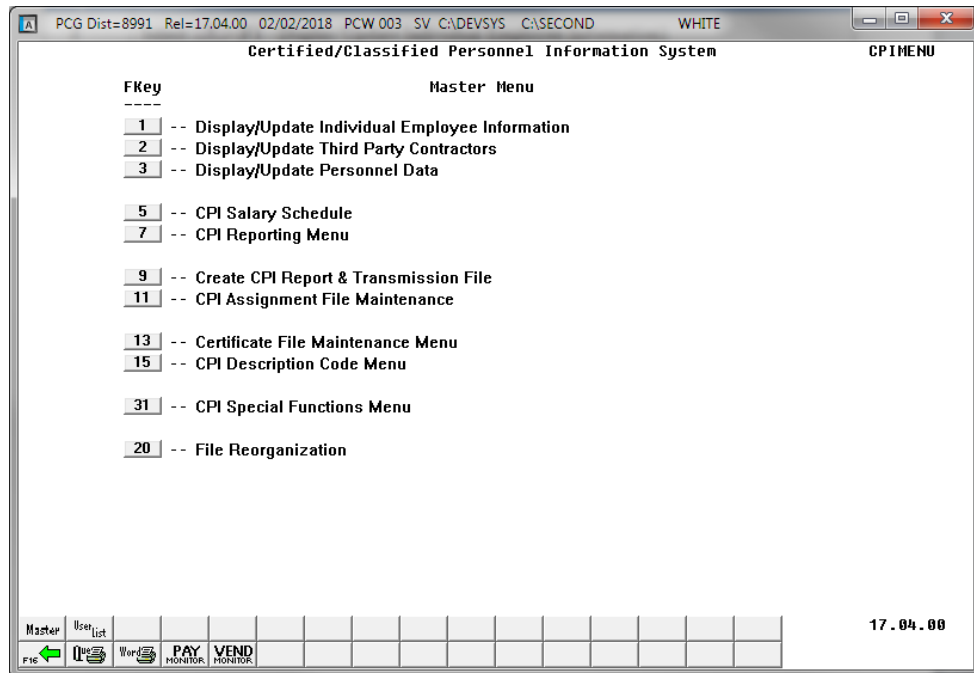 A PCG Dist=8991 Rel=17.04.00 02/02/2018 PCW 003 SV C:\DEVSYS C:\SECOND WHITE
Certified/Classified Personnel Information System CPIMENU
FKey Master Menu
----
1 -- Display/Update Individual Employee Information
2 -- Display/Update Third Party Contractors
3 -- Display/Update Personnel Data
5 -- CPI Salary Schedule
7 -- CPI Reporting Menu
9 -- Create CPI Report & Transmission File
11 -- CPI Assignment File Maintenance
13 -- Certificate File Maintenance Menu
15 -- CPI Description Code Menu
31 -- CPI Special Functions Menu
20 -- File Reorganization
Master User List 17.04.00
F16 Que Word PAY MONITOR VEND MONITOR